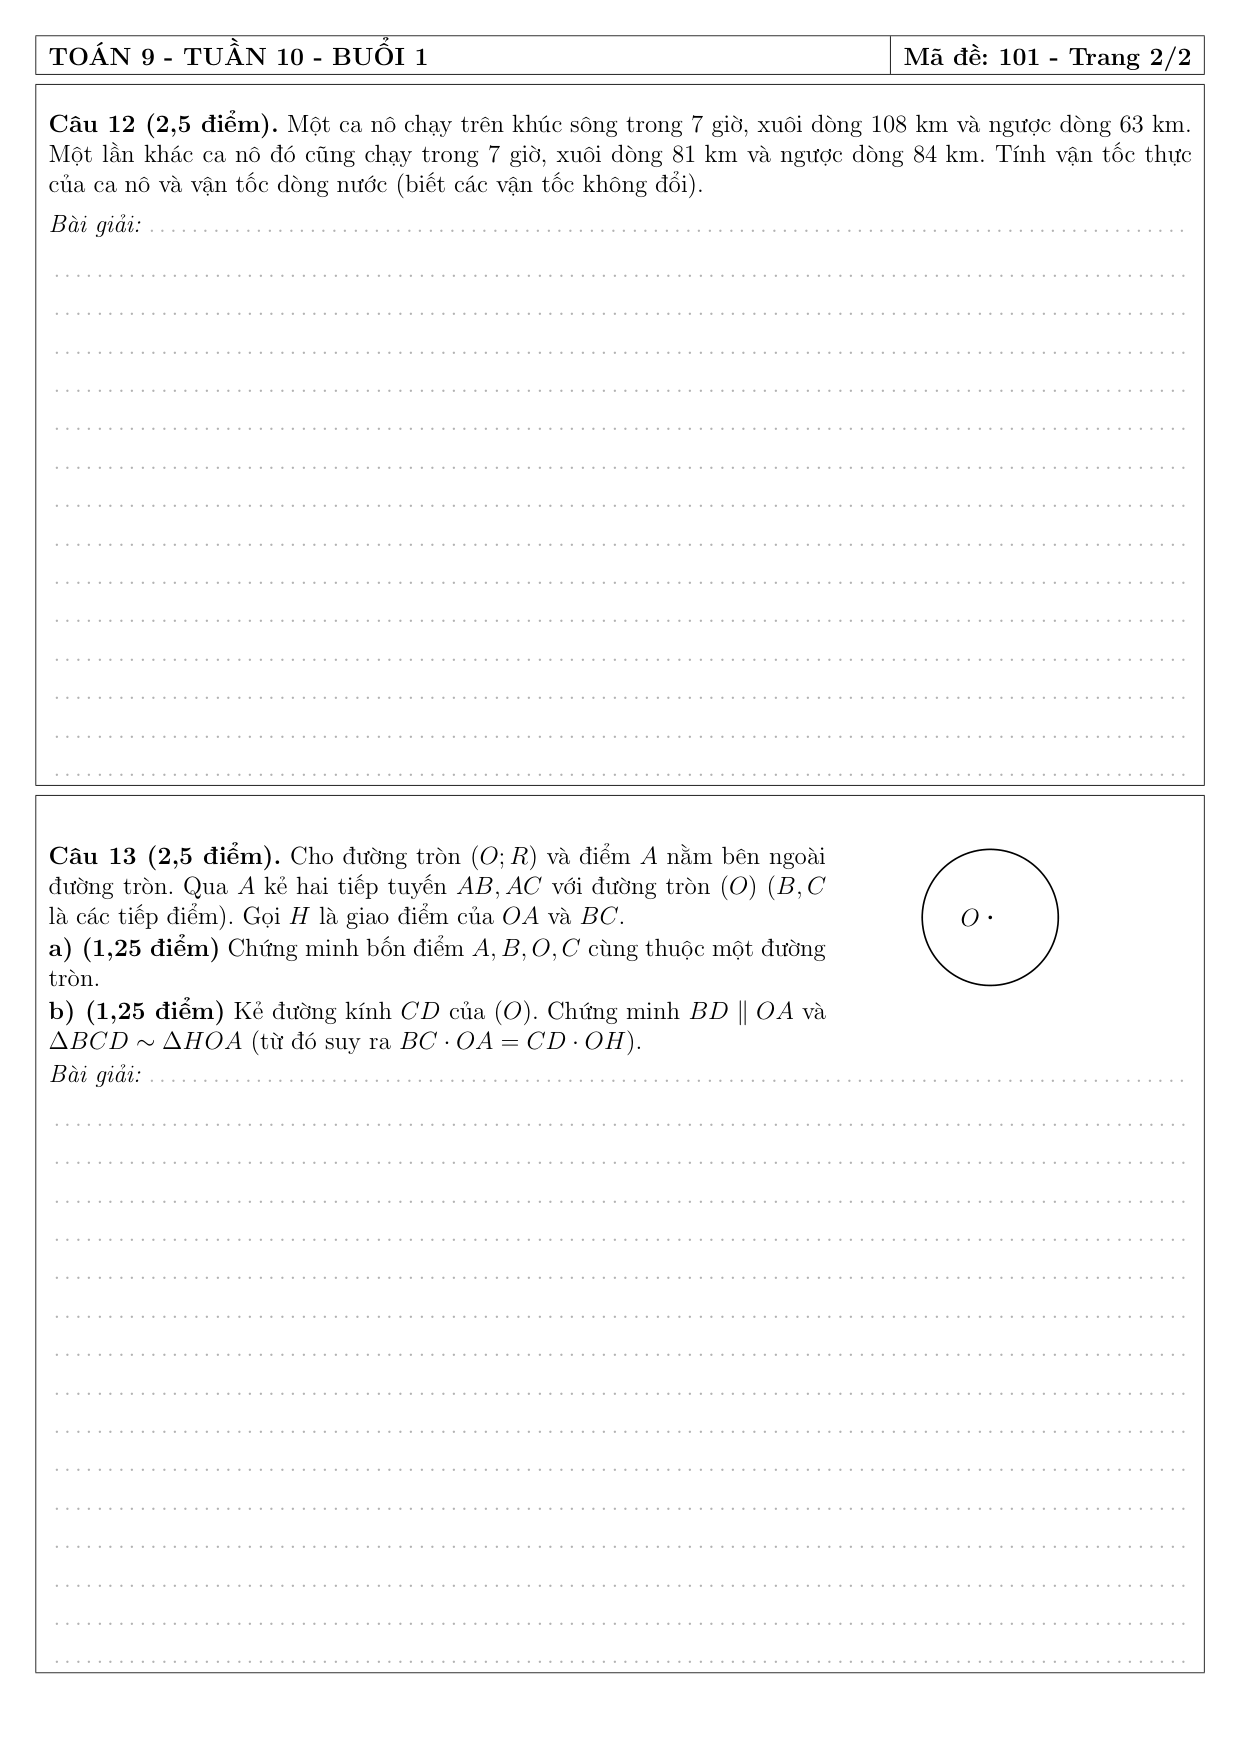 TOÁN 9 - TUẦN 10 - BUỔI 1
Mã đề: 101 - Trang 2/2
Câu 12 (2,5 điểm). Một ca nô chạy trên khúc sông trong 7 giờ, xuôi dòng 108 km và ngược dòng 63 km.
Một lần khác ca nô đó cũng chạy trong 7 giờ, xuôi dòng 81 km và ngược dòng 84 km. Tính vận tốc thực
của ca nô và vận tốc dòng nước (biết các vận tốc không đổi).
Bài giải:
Câu 13 (2,5 điểm). Cho đường tròn (O; R) và điểm A nằm bên ngoài
đường tròn. Qua A kẻ hai tiếp tuyến AB, AC với đường tròn (O) (B, C
là các tiếp điểm). Gọi H là giao điểm của OA và BC.
a) (1,25 điểm) Chứng minh bốn điểm A, B, O, C cùng thuộc một đường
tròn.
b) (1,25 điểm) Kẻ đường kính CD của (O). Chứng minh BD ∥ OA và
ΔBCD ∼ ΔHOA (từ đó suy ra BC · OA = CD · OH).
O
Bài giải: